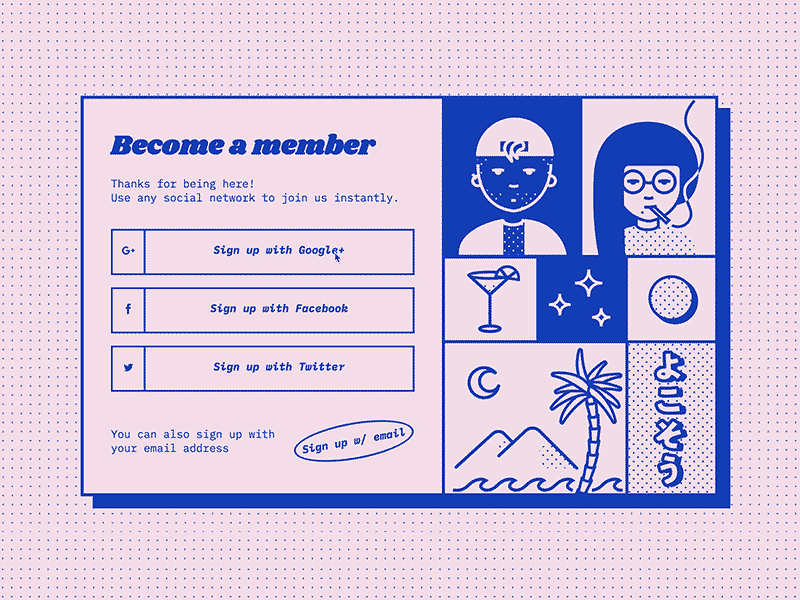 Become a member
Thanks for being here!
Use any social network to join us instantly.
G+
Sign up with Google+
f
Sign up with Facebook
Sign up with Twitter
You can also sign up with
your email address
Sign up w/ email
ようこそ